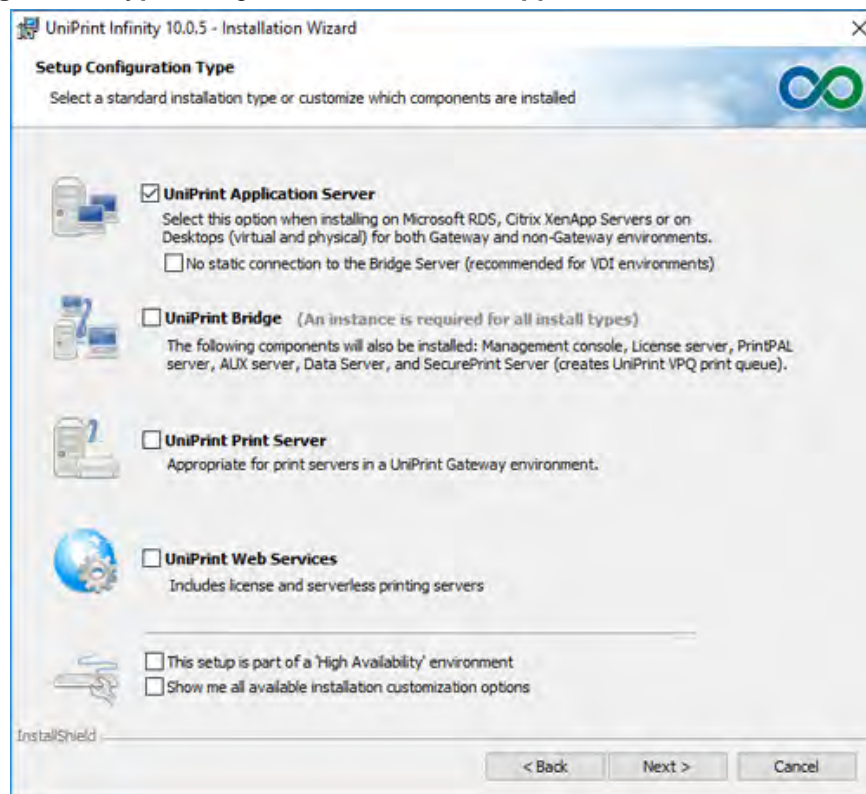 UniPrint Infinity 10.0.5 - Installation Wizard
Setup Configuration Type
Select a standard installation type or customize which components are installed
UniPrint Application Server
Select this option when installing on Microsoft RDS, Citrix XenApp Servers or on
Desktops (virtual and physical) for both Gateway and non-Gateway environments.
No static connection to the Bridge Server (recommended for VDI environments)
UniPrint Bridge (An instance is required for all install types)
The following components will also be installed: Management console, License server, PrintPAL
server, AUX server, Data Server, and SecurePrint Server (creates UniPrint VPQ print queue).
UniPrint Print Server
Appropriate for print servers in a UniPrint Gateway environment.
UniPrint Web Services
Includes license and serverless printing servers
This setup is part of a 'High Availability' environment
Show me all available installation customization options
InstallShield
< Back Next > Cancel